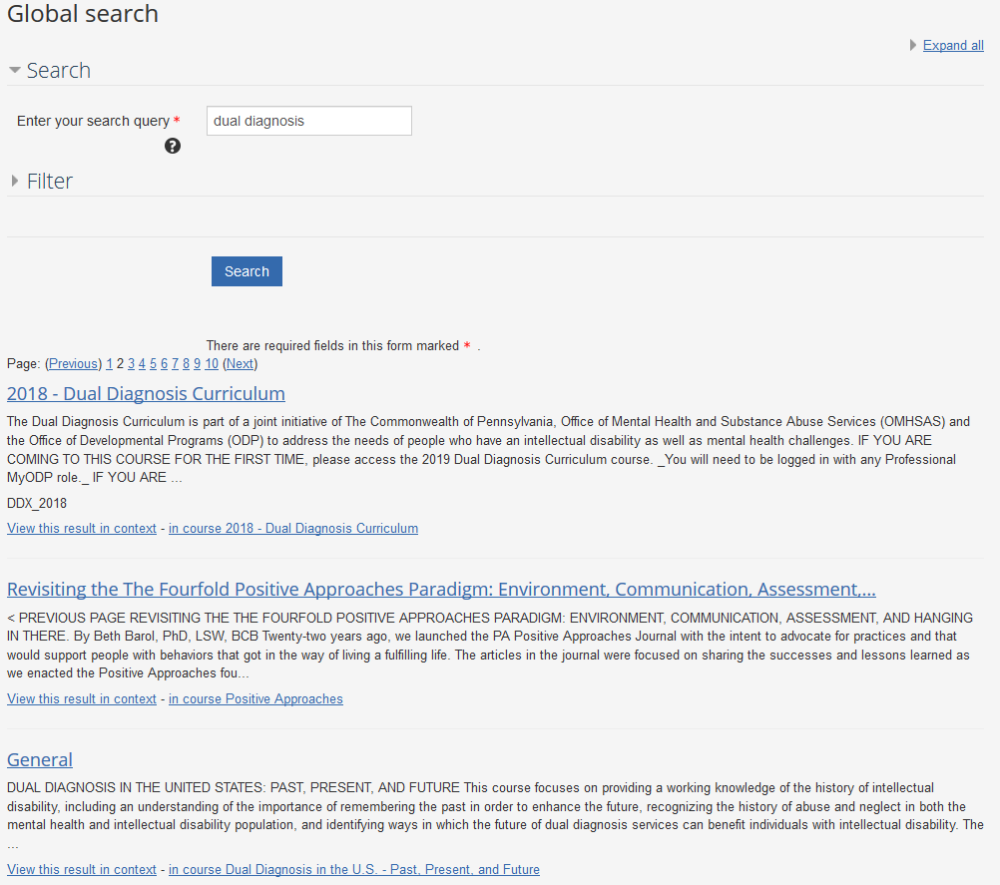 Global search
Expand all
Search
Enter your search query *
dual diagnosis
?
Filter
Search
There are required fields in this form marked * .
Page: (Previous) 1 2 3 4 5 6 7 8 9 10 (Next)
2018 - Dual Diagnosis Curriculum
The Dual Diagnosis Curriculum is part of a joint initiative of The Commonwealth of Pennsylvania, Office of Mental Health and Substance Abuse Services (OMHSAS) and
the Office of Developmental Programs (ODP) to address the needs of people who have an intellectual disability as well as mental health challenges. IF YOU ARE
COMING TO THIS COURSE FOR THE FIRST TIME, please access the 2019 Dual Diagnosis Curriculum course. _You will need to be logged in with any Professional
MyODP role._ IF YOU ARE ...
DDX_2018
View this result in context - in course 2018 - Dual Diagnosis Curriculum
Revisiting the The Fourfold Positive Approaches Paradigm: Environment, Communication, Assessment,...
< PREVIOUS PAGE REVISITING THE THE FOURFOLD POSITIVE APPROACHES PARADIGM: ENVIRONMENT, COMMUNICATION, ASSESSMENT, AND HANGING
IN THERE. By Beth Barol, PhD, LSW, BCB Twenty-two years ago, we launched the PA Positive Approaches Journal with the intent to advocate for practices and that
would support people with behaviors that got in the way of living a fulfilling life. The articles in the journal were focused on sharing the successes and lessons learned as
we enacted the Positive Approaches fou...
View this result in context - in course Positive Approaches
General
DUAL DIAGNOSIS IN THE UNITED STATES: PAST, PRESENT, AND FUTURE This course focuses on providing a working knowledge of the history of intellectual
disability, including an understanding of the importance of remembering the past in order to enhance the future, recognizing the history of abuse and neglect in both the
mental health and intellectual disability population, and identifying ways in which the future of dual diagnosis services can benefit individuals with intellectual disability. The
...
View this result in context - in course Dual Diagnosis in the U.S. - Past, Present, and Future